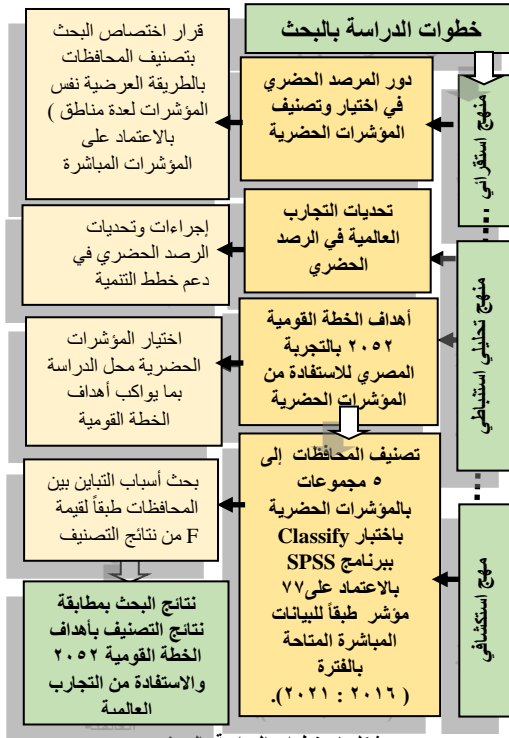 خطوات الدراسة بالبحث
منهج استقرائي
دور المرصد الحضري
في اختيار وتصنيف
المؤشرات الحضرية
قرار اختصاص البحث
بتصنيف المحافظات
بالطريقة العرضية نفس
المؤشرات لعدة مناطق )
بالاعتماد على
المؤشرات المباشرة
منهج تحليلي استنباطي
تحديات التجارب
العالمية في الرصد
الحضري
إجراءات وتحديات
الرصد الحضري في
دعم خطط التنمية
أهداف الخطة القومية
٢٠٥٢ بالتجربة
المصري للاستفادة من
المؤشرات الحضرية
اختيار المؤشرات
الحضرية محل الدراسة
بما يواكب أهداف
الخطة القومية
منهج استكشافي
تصنيف المحافظات إلى
٥ مجموعات
بالمؤشرات الحضرية
باختبار Classify
ببرنامج SPSS
بالاعتماد على٧٧
مؤشر طبقاً للبيانات
المباشرة المتاحة
بالفترة
( ٢٠١٦ : ٢٠٢١).
بحث أسباب التباين بين
المحافظات طبقاً لقيمة
F من نتائج التصنيف
نتائج البحث بمطابقة
نتائج التصنيف بأهداف
الخطة القومية ٢٠٥٢
والاستفادة من التجارب
العالمية